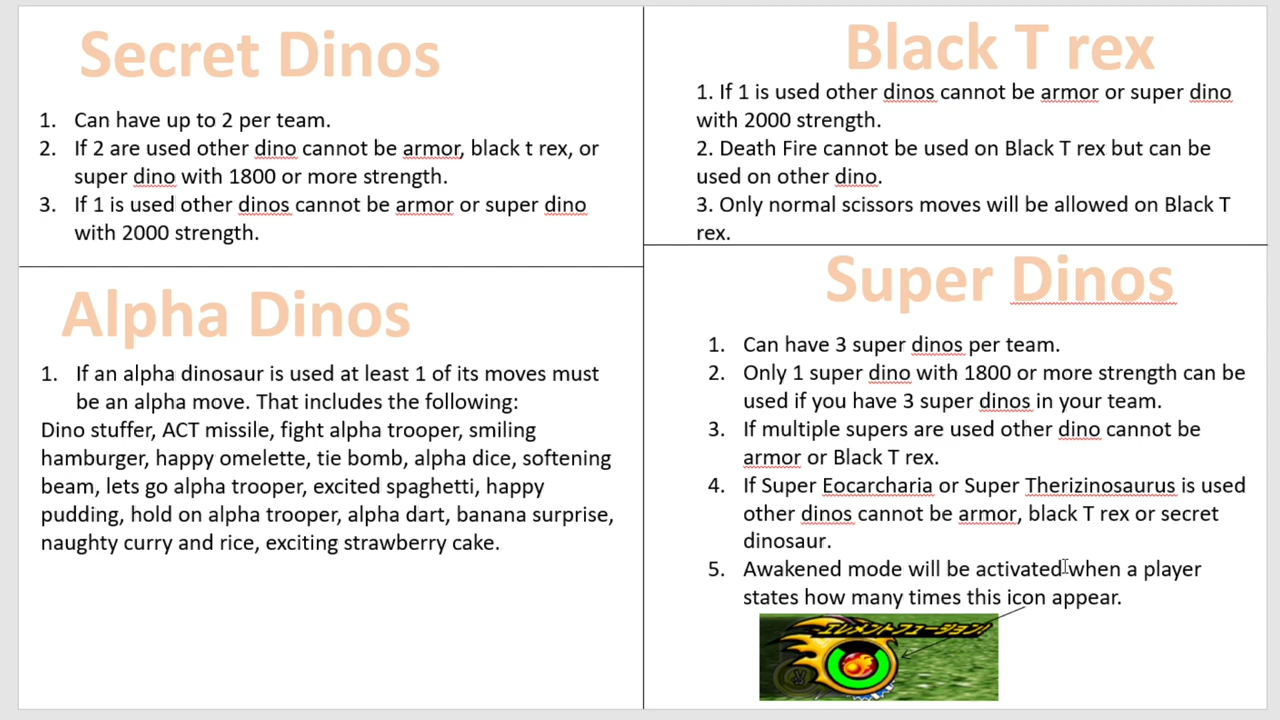 Secret Dinos
1. Can have up to 2 per team.
2. If 2 are used other dino cannot be armor, black t rex, or
super dino with 1800 or more strength.
3. If 1 is used other dinos cannot be armor or super dino
with 2000 strength.
Black T rex
1. If 1 is used other dinos cannot be armor or super dino
with 2000 strength.
2. Death Fire cannot be used on Black T rex but can be
used on other dino.
3. Only normal scissors moves will be allowed on Black T
rex.
Alpha Dinos
1. If an alpha dinosaur is used at least 1 of its moves must
be an alpha move. That includes the following:
Dino stuffer, ACT missile, fight alpha trooper, smiling
hamburger, happy omelette, tie bomb, alpha dice, softening
beam, lets go alpha trooper, excited spaghetti, happy
pudding, hold on alpha trooper, alpha dart, banana surprise,
naughty curry and rice, exciting strawberry cake.
Super Dinos
1. Can have 3 super dinos per team.
2. Only 1 super dino with 1800 or more strength can be
used if you have 3 super dinos in your team.
3. If multiple supers are used other dino cannot be
armor or Black T rex.
4. If Super Eocarcharia or Super Therizinosaurus is used
other dinos cannot be armor, black T rex or secret
dinosaur.
5. Awakened mode will be activated when a player
states how many times this icon appear.
エレメントフュージョン!